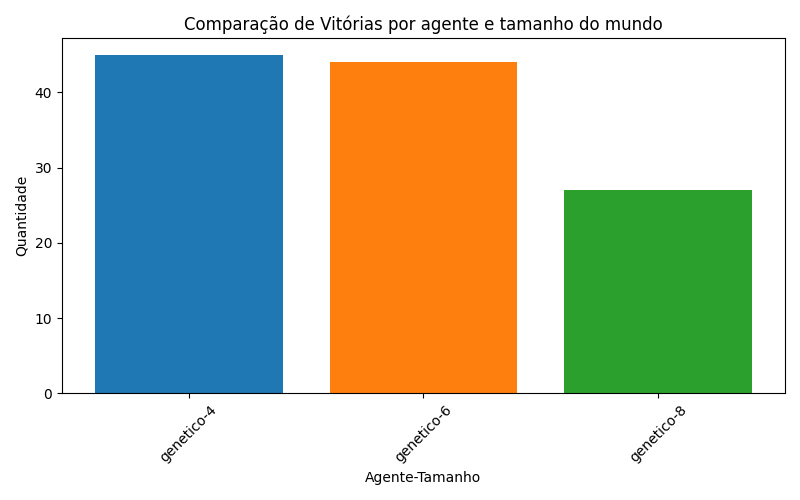 Comparação de Vitórias por agente e tamanho do mundo
Quantidade
40
30
20
10
0
genetico-4
genetico-6
genetico-8
Agente-Tamanho